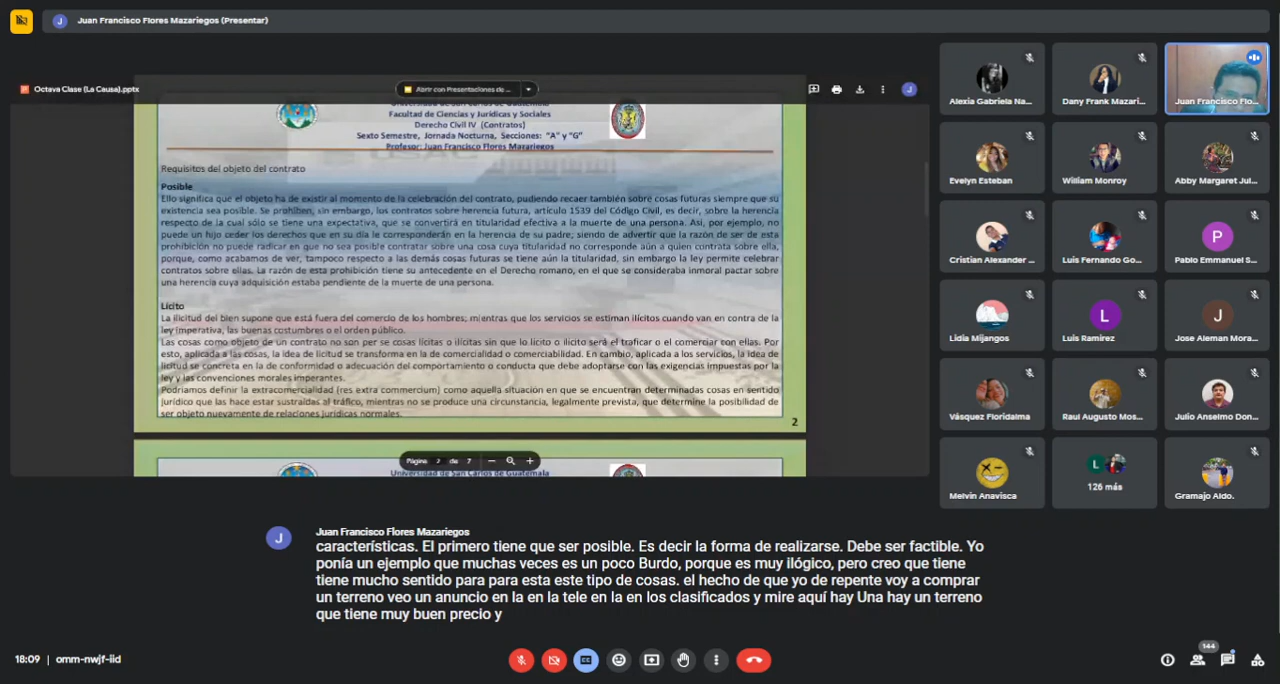 J Juan Francisco Flores Mazariegos (Presentar)
Octava Clase (La Causa).pptx
Abrir con Presentaciones de ...
J
Universidad de San Carlos de Guatemala
Facultad de Ciencias y Jurídicas y Sociales
Derecho Civil IV (Contratos)
Sexto Semestre, Jornada Nocturna, Secciones: "A" y "G"
Profesor: Juan Francisco Flores Mazariegos
USAC
Requisitos del objeto del contrato
Posible
Ello significa que el objeto ha de existir al momento de la celebración del contrato, pudiendo recaer también sobre cosas futuras siempre que su
existencia sea posible. Se prohíben, sin embargo, los contratos sobre herencia futura, artículo 1539 del Código Civil, es decir, sobre la herencia
respecto de la cual sólo se tiene una expectativa, que se convertirá en titularidad efectiva a la muerte de una persona. Así, por ejemplo, no
puede un hijo ceder los derechos que en su día le corresponderán en la herencia de su padre, siendo de advertir que la razón de ser de esta
prohibición no puede radicar en que no sea posible contratar sobre una cosa cuya titularidad no corresponde aún a quien contrata sobre ella,
porque, como acabamos de ver, tampoco respecto a las demás cosas futuras se tiene aún la titularidad, sin embargo la ley permite celebrar
contratos sobre ellas. La razón de esta prohibición tiene su antecedente en el Derecho romano, en el que se consideraba inmoral pactar sobre
una herencia cuya adquisición estaba pendiente de la muerte de una persona.
Lícito
La ilicitud del bien supone que está fuera del comercio de los hombres; mientras que los servicios se estiman ilícitos cuando van en contra de la
ley imperativa, las buenas costumbres o el orden público.
Las cosas como objeto de un contrato no son per se cosas lícitas o ilícitas sin que lo lícito o ilícito será el traficar o el comerciar con ellas. Por
esto, aplicada a las cosas, la idea de licitud se transforma en la de comercialidad o comerciabilidad. En cambio, aplicada a los servicios, la idea de
licitud se concreta en la de conformidad o adecuación del comportamiento o conducta que debe adoptarse con las exigencias impuestas por la
ley y las convenciones morales imperantes.
Podríamos definir la extracomercialidad (res extra commercium) como aquella situación en que se encuentran determinadas cosas en sentido
jurídico que las hace estar sustraídas al tráfico, mientras no se produce una circunstancia, legalmente prevista, que determine la posibilidad de
ser objeto nuevamente de relaciones jurídicas normales.
2
Página 2 de 7
Universidad de San Carlos de Guatemala
Alexia Gabriela Na...
Dany Frank Mazari...
Juan Francisco Flo...
Evelyn Esteban
William Monroy
Abby Margaret Jul...
Cristian Alexander ...
Luis Fernando Go...
P
Pablo Emmanuel S...
Lidia Mijangos
L
Luis Ramírez
J
Jose Aleman Mora...
Vásquez Floridalma
Raul Augusto Mos...
Julio Anselmo Don...
Melvin Anavisca
L
126 más
Gramajo Aldo.
J
Juan Francisco Flores Mazariegos
características. El primero tiene que ser posible. Es decir la forma de realizarse. Debe ser factible. Yo
ponía un ejemplo que muchas veces es un poco Burdo, porque es muy ilógico, pero creo que tiene
tiene mucho sentido para para esta este tipo de cosas. el hecho de que yo de repente voy a comprar
un terreno veo un anuncio en la en la tele en la en los clasificados y mire aquí hay Una hay un terreno
que tiene muy buen precio y
18:09 | omm-nwjf-iid
CC
144